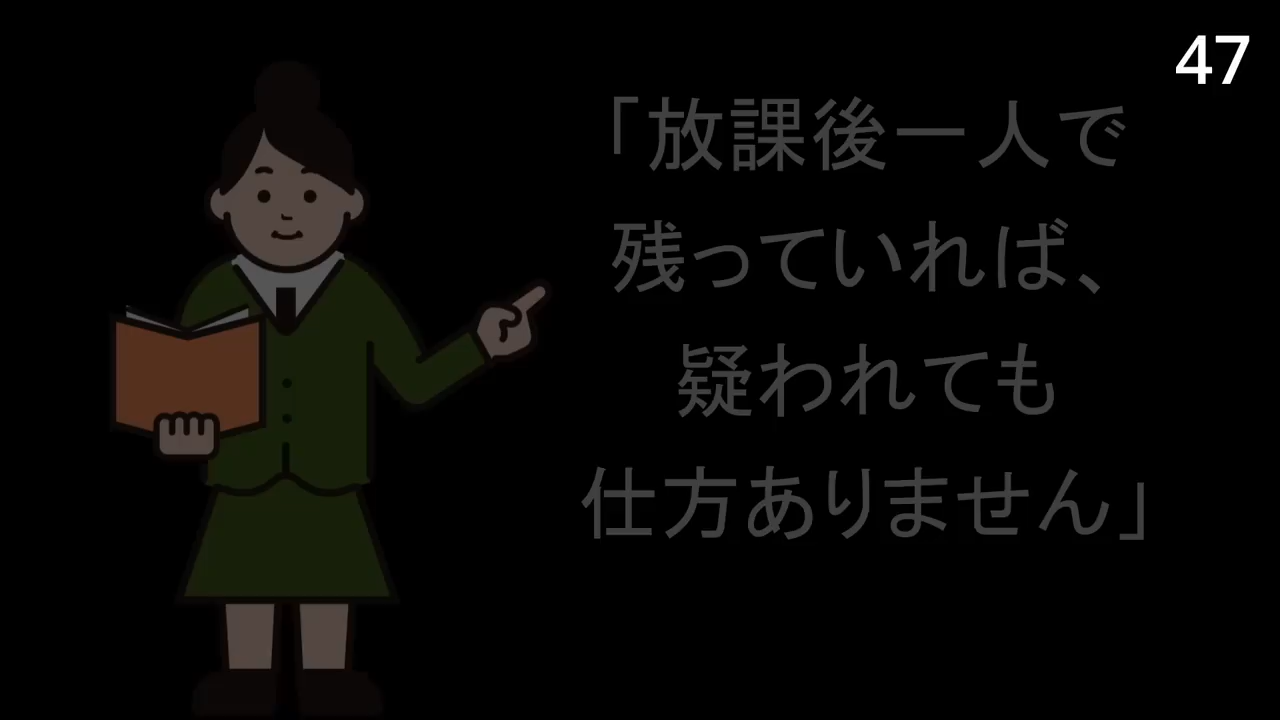 47
「放課後一人で
残っていれば、
疑われても
仕方ありません」